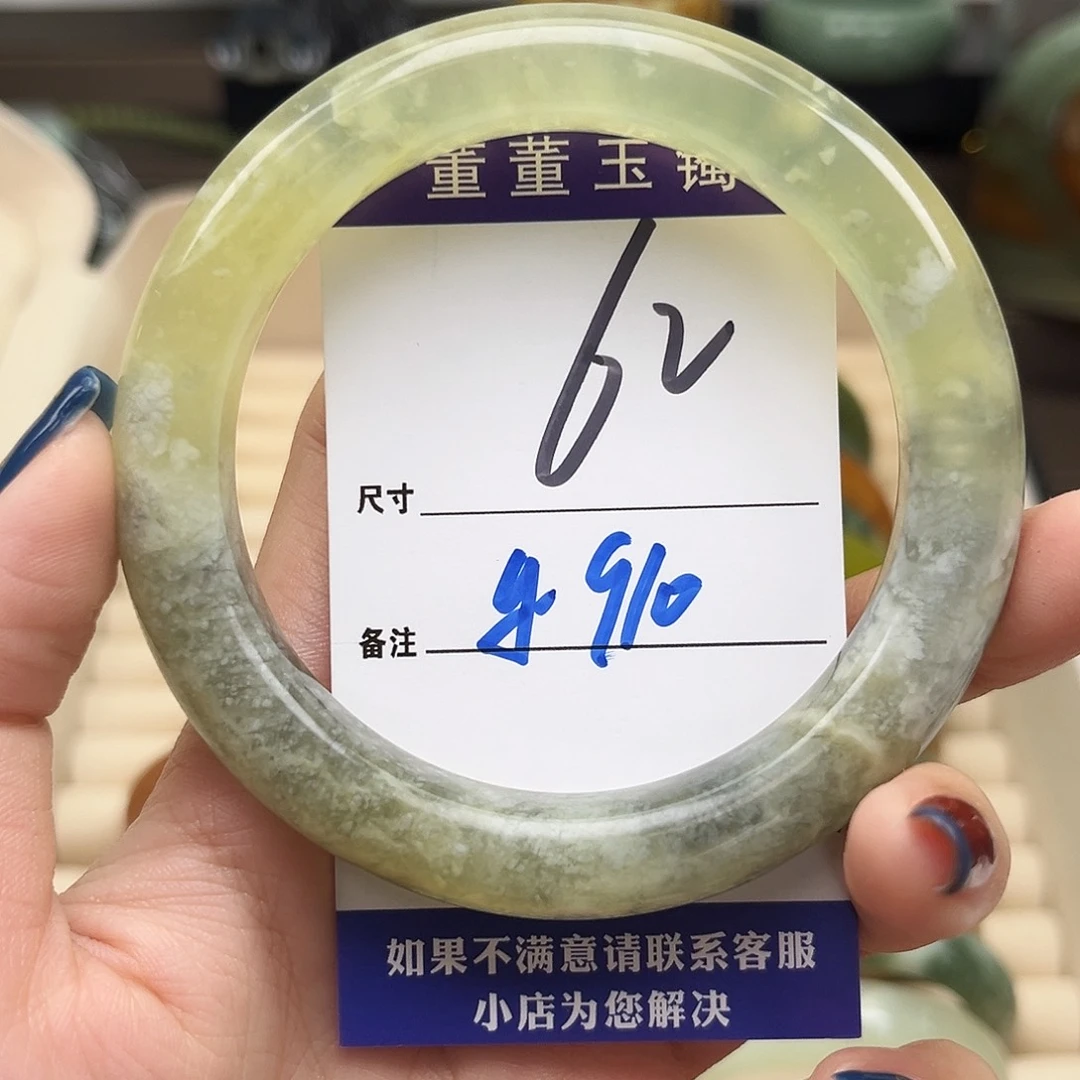 董董玉镯
62
尺寸
备注
910
如果不满意请联系客服
小店为您解决